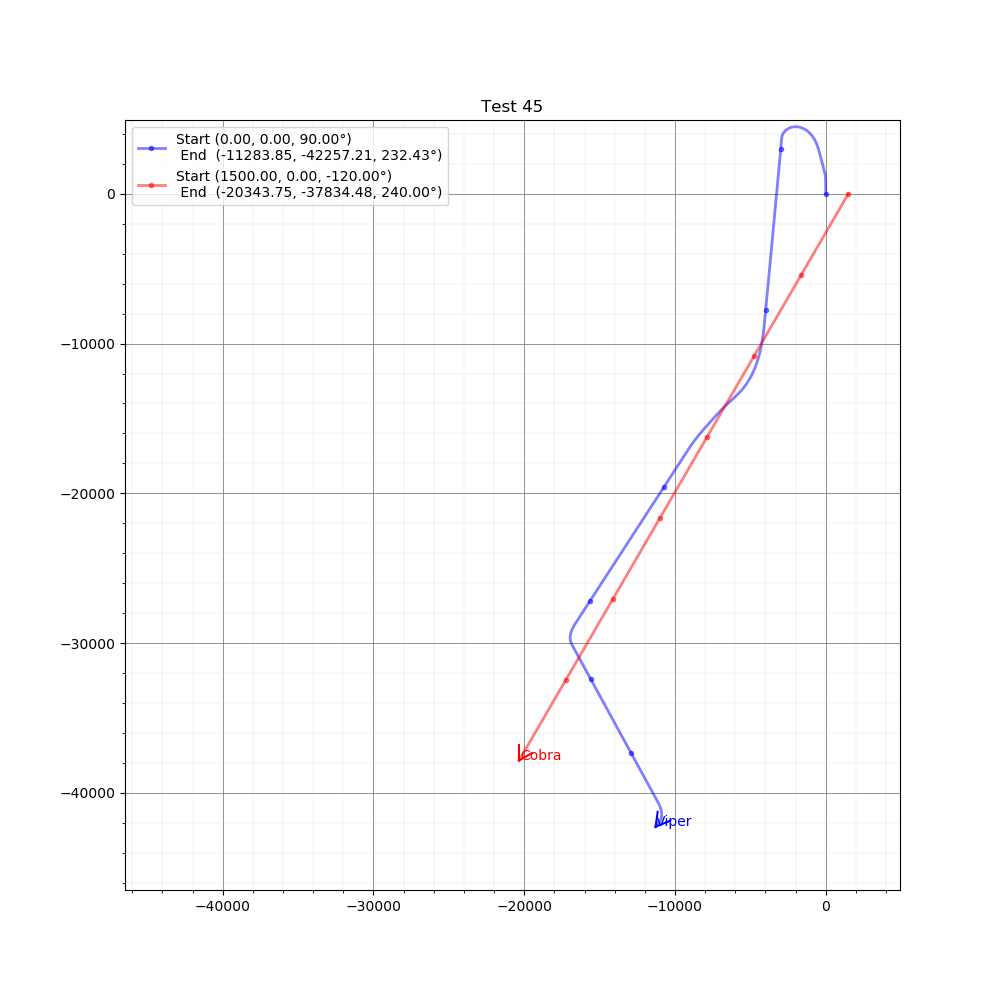 Test 45
Start (0.00, 0.00, 90.00°)
End (-11283.85, -42257.21, 232.43°)
Start (1500.00, 0.00, -120.00°)
End (-20343.75, -37834.48, 240.00°)
0
−10000
−20000
−30000
−40000
Cobra
Viper
−40000
−30000
−20000
−10000
0